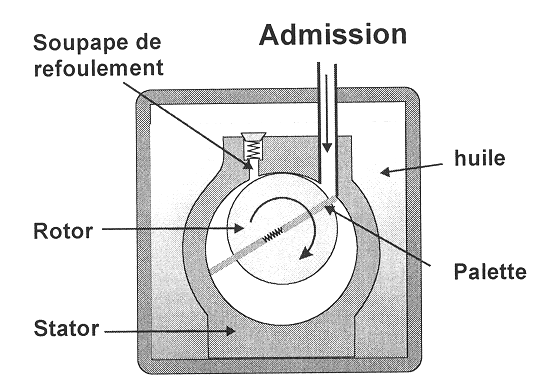 Soupape de
refoulement
Admission
huile
Rotor
Palette
Stator